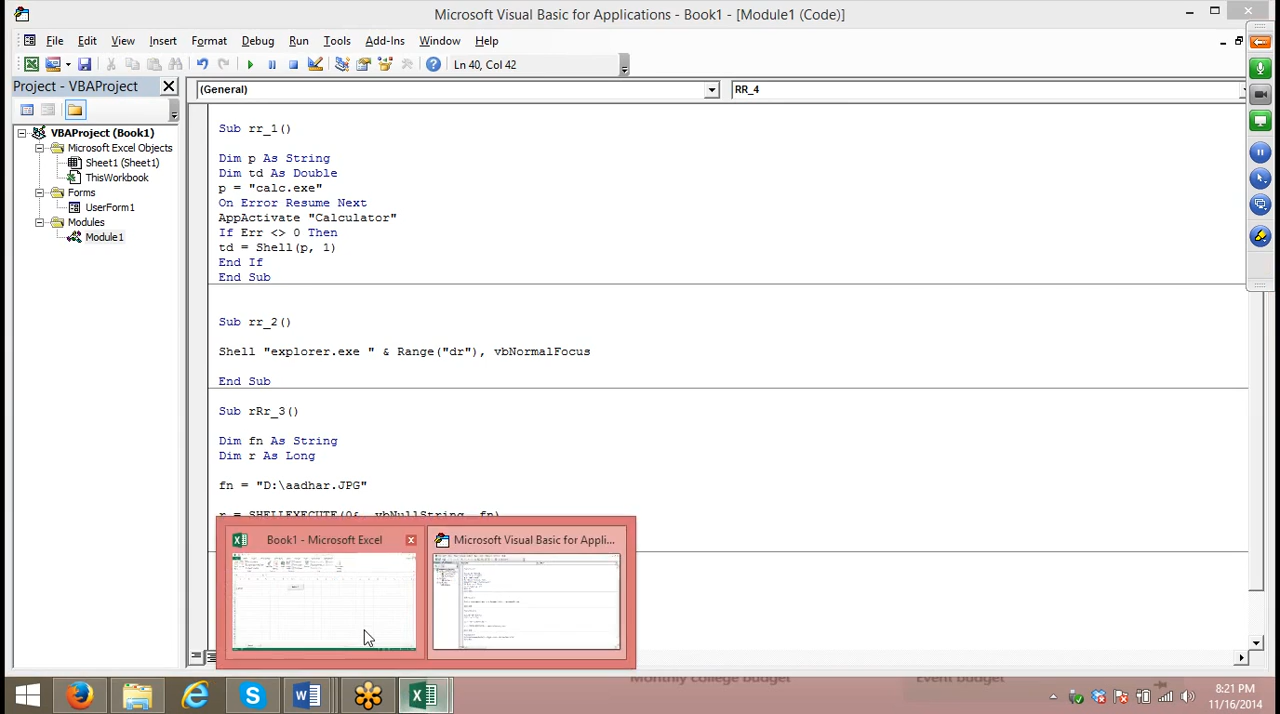 Microsoft Visual Basic for Applications - Book1 - [Module1 (Code)]
File Edit View Insert Format Debug Run Tools Add-Ins Window Help
Ln 40, Col 42
Project - VBAProject
(General)
RR_4
VBAProject (Book1)
Microsoft Excel Objects
Sheet1 (Sheet1)
ThisWorkbook
Forms
UserForm1
Modules
Module1
Sub rr_1()
Dim p As String
Dim td As Double
p = "calc.exe"
On Error Resume Next
AppActivate "Calculator"
If Err <> 0 Then
td = Shell(p, 1)
End If
End Sub
Sub rr_2()
Shell "explorer.exe " & Range("dr"), vbNormalFocus
End Sub
Sub rRr_3()
Dim fn As String
Dim r As Long
fn = "D:\aadhar.JPG"
r = SHELLEXECUTE(0&, vbNullString, fn)
Book1 - Microsoft Excel
Microsoft Visual Basic for Appli...
Monthly college budget
Event budget
8:21 PM
11/16/2014